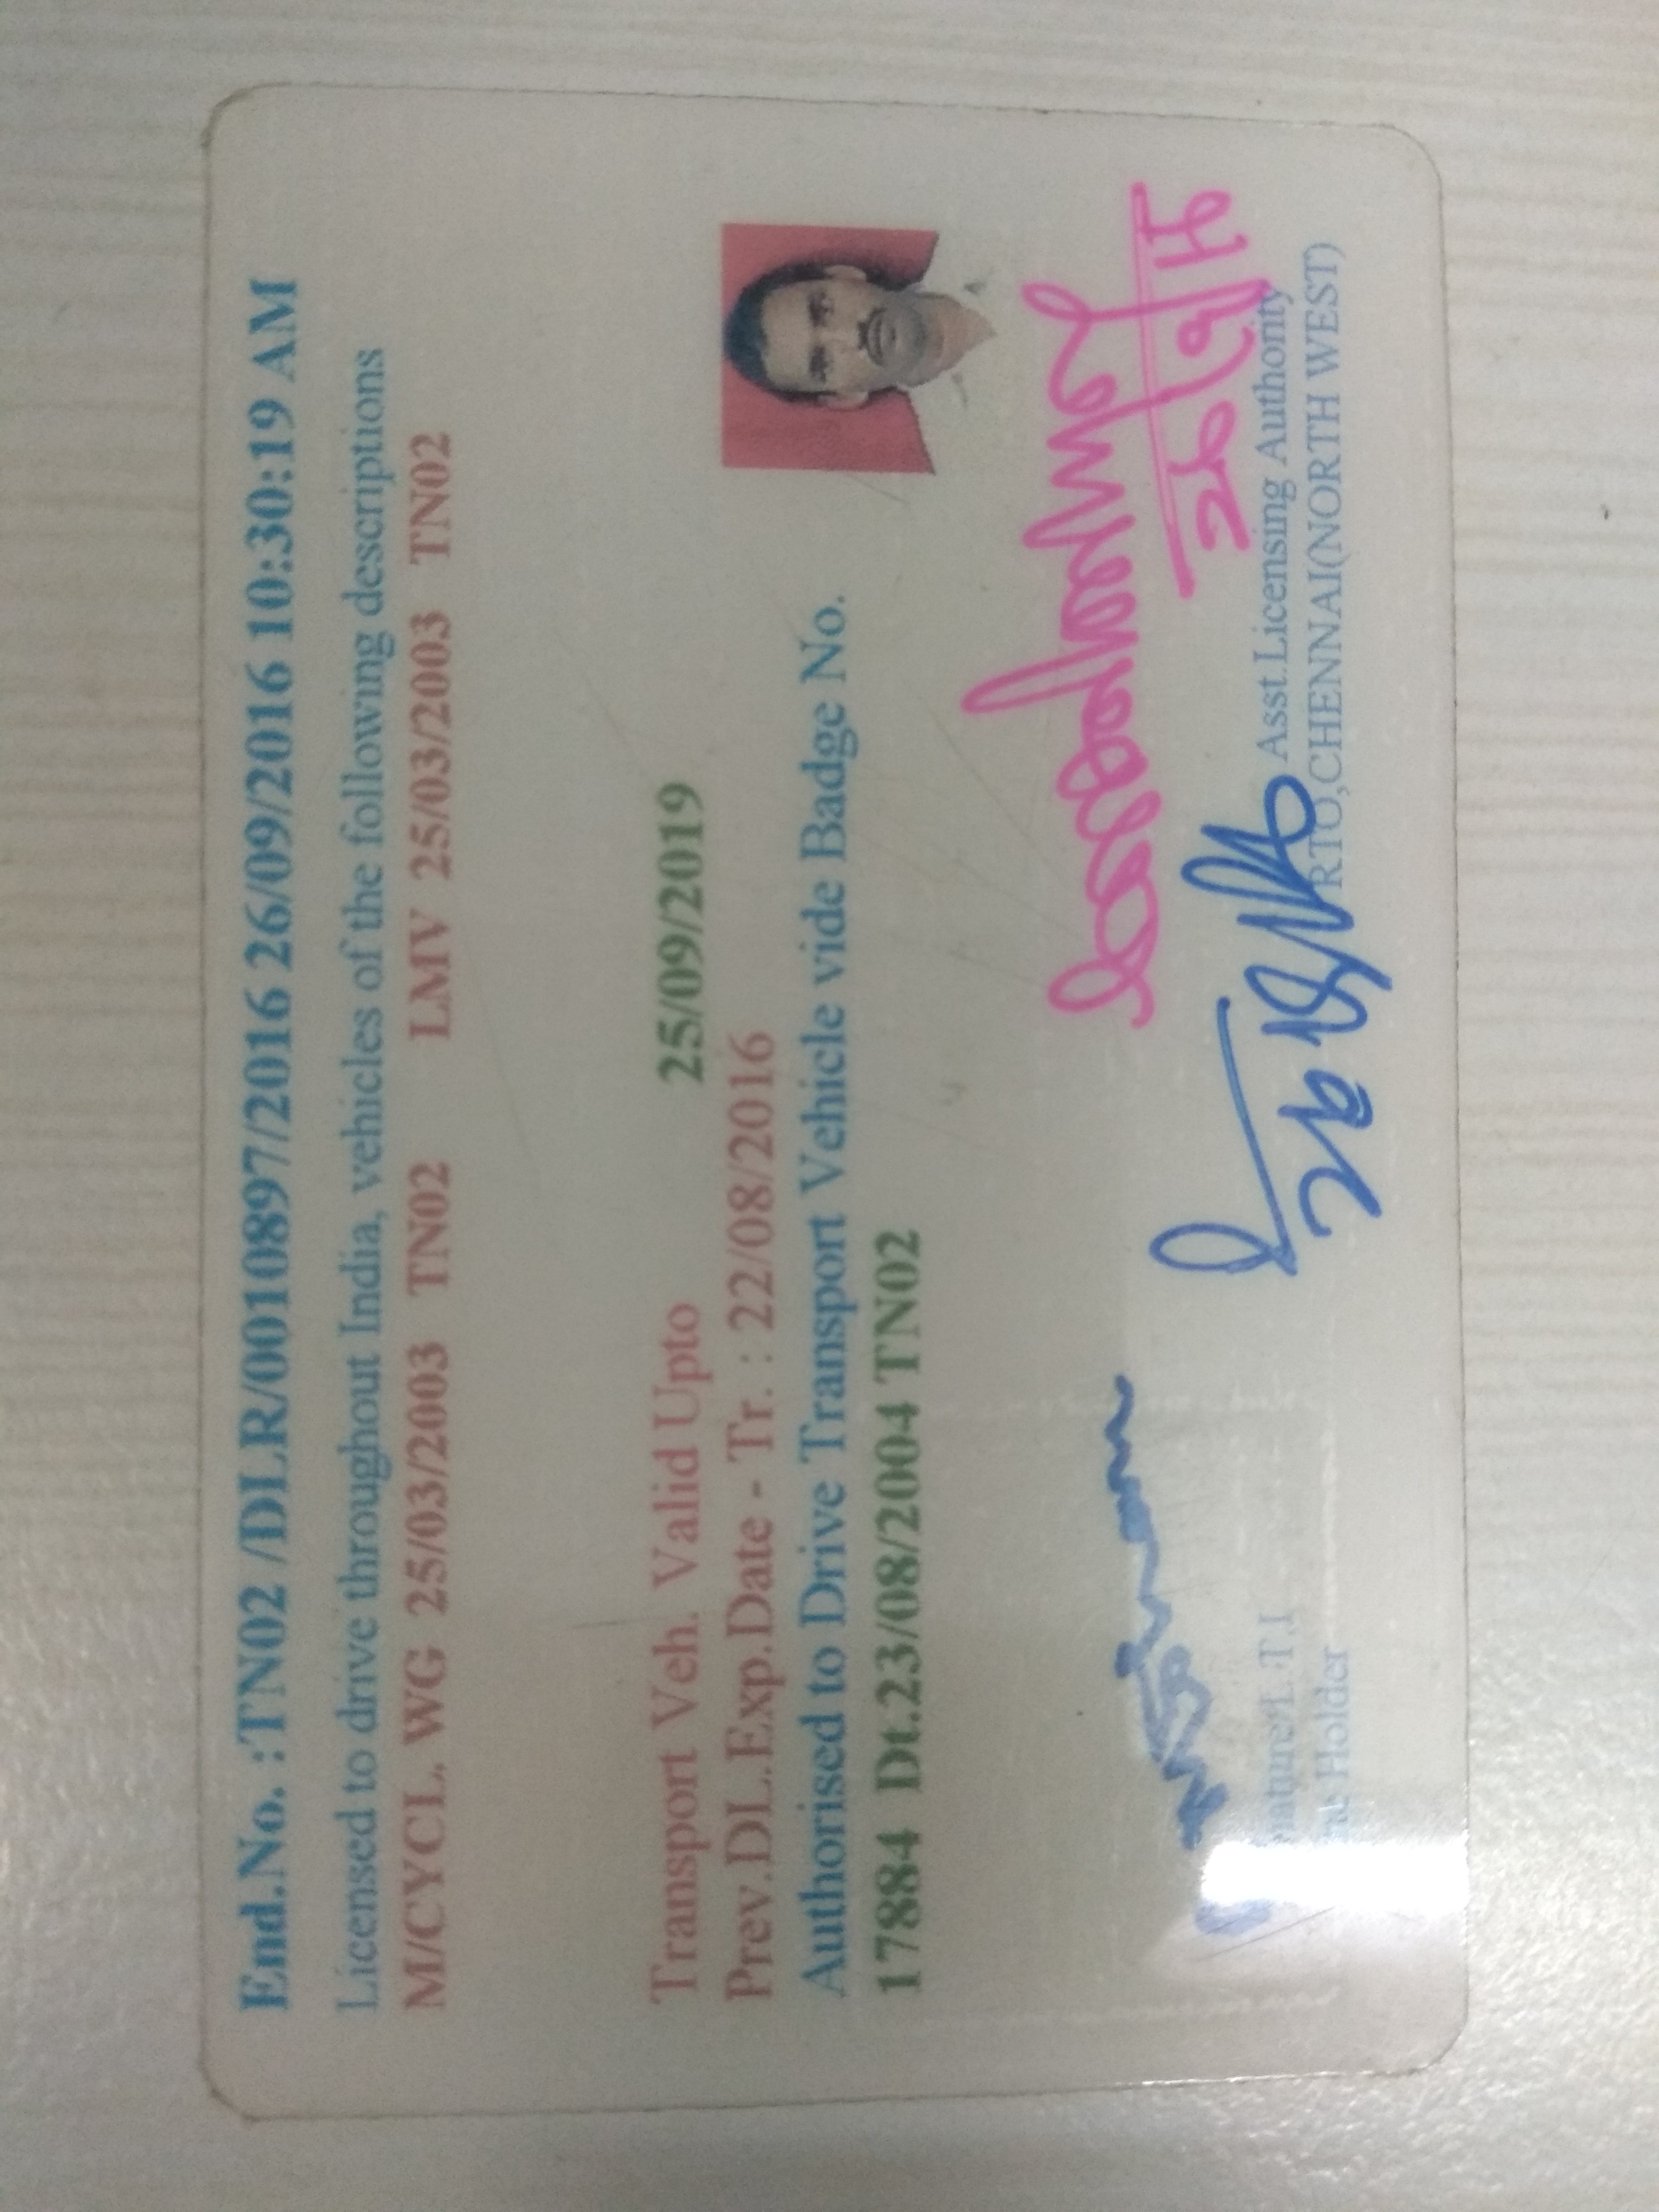 End.No. :TN02 /DLR/0010897/2016 26/09/2016 10:30:19 AM
Licensed to drive throughout India, vehicles of the following descriptions
M/CYCL. WG 25/03/2003 TN02 LMV 25/03/2003 TN02
Transport Veh. Valid Upto 25/09/2019
Prev.DL.Exp.Date - Tr. : 22/08/2016
Authorised to Drive Transport Vehicle vide Badge No.
17884 Dt.23/08/2004 TN02
Asst.Licensing Authority
RTO,CHENNAI(NORTH WEST)
Holder